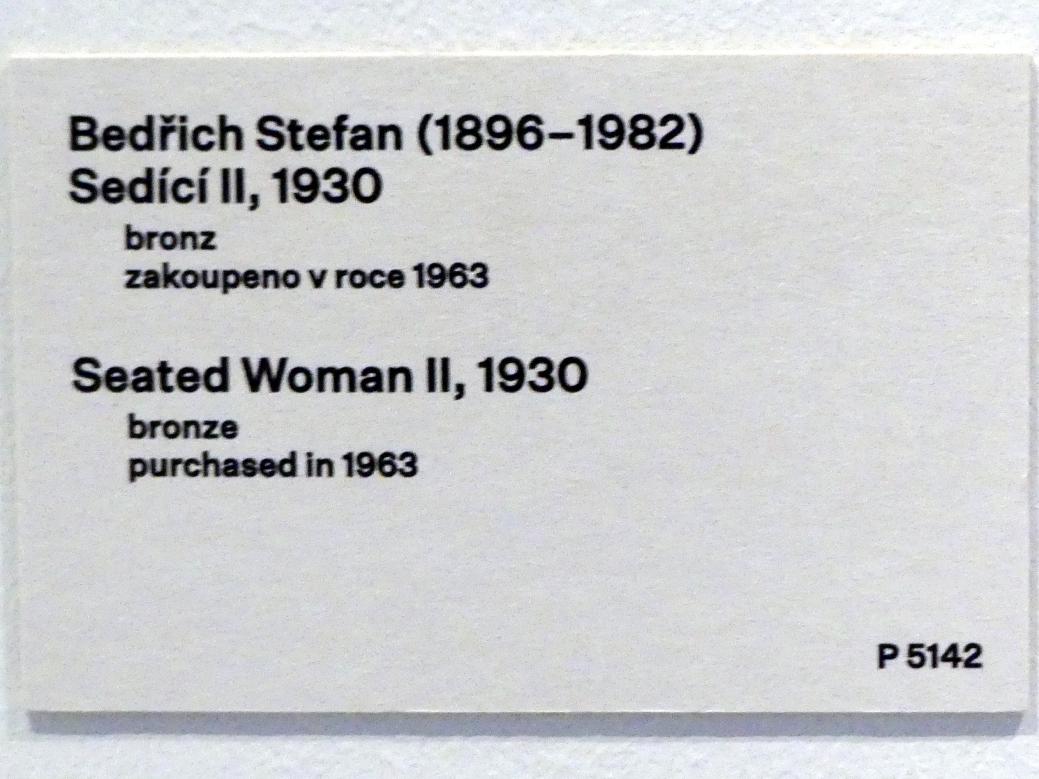 Bedřich Stefan (1896–1982)
Sedící II, 1930
bronz
zakoupeno v roce 1963
Seated Woman II, 1930
bronze
purchased in 1963
P 5142